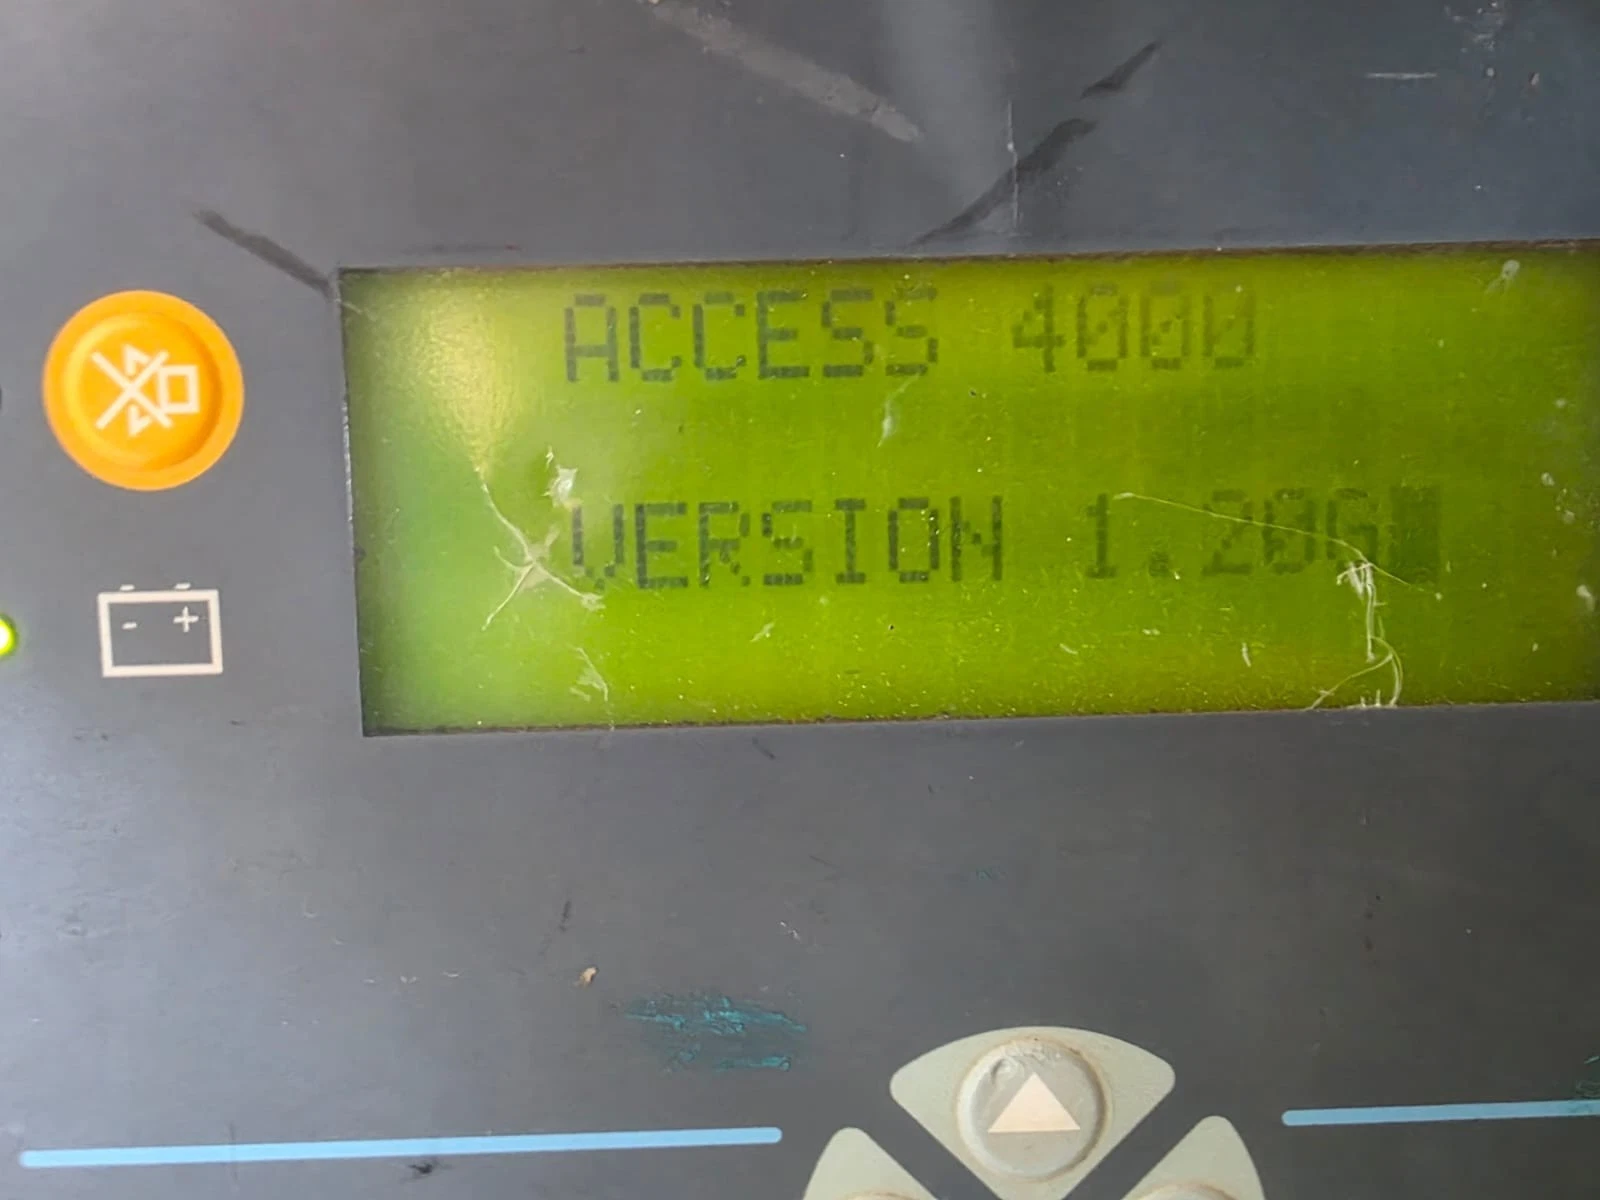 ACCESS 4000
VERSION 1.20G
- +